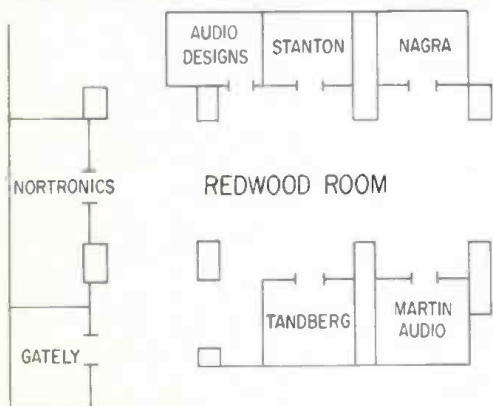 AUDIO
DESIGNS
STANTON
NAGRA
NORTRONICS
REDWOOD ROOM
TANDBERG
MARTIN
AUDIO
GATELY